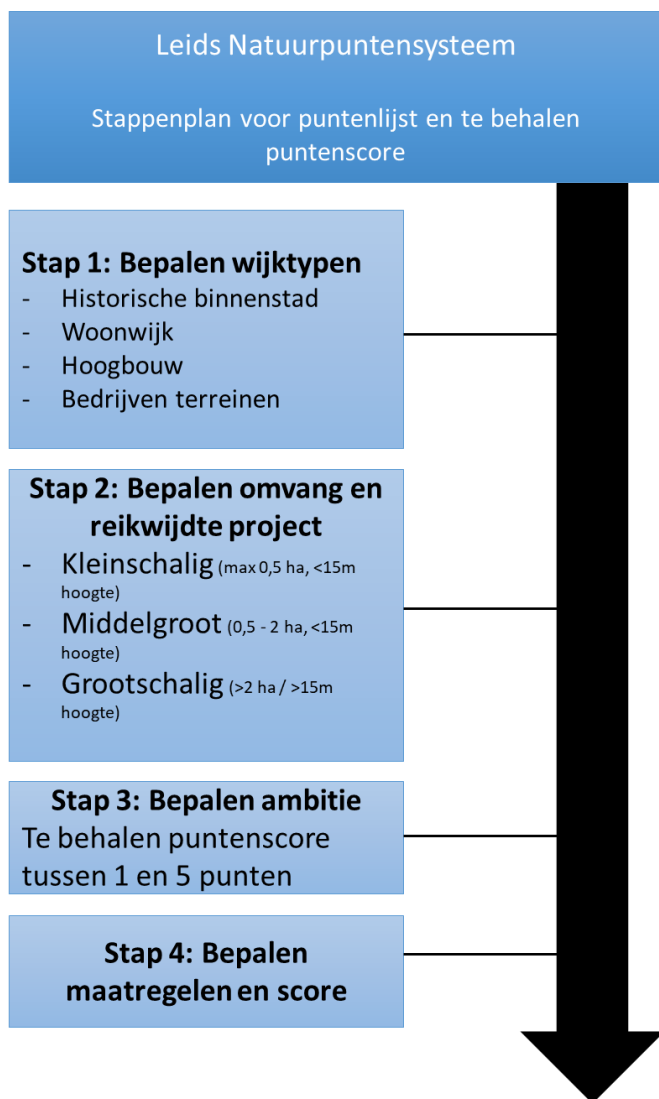 Leids Natuurpuntensysteem
Stappenplan voor puntenlijst en te behalen
puntenscore
Stap 1: Bepalen wijktypen
- Historische binnenstad
- Woonwijk
- Hoogbouw
- Bedrijven terreinen
Stap 2: Bepalen omvang en
reikwijdte project
- Kleinschalig (max 0,5 ha, <15m
hoogte)
- Middelgroot (0,5 - 2 ha, <15m
hoogte)
- Grootschalig (>2 ha / >15m
hoogte)
Stap 3: Bepalen ambitie
Te behalen puntenscore
tussen 1 en 5 punten
Stap 4: Bepalen
maatregelen en score